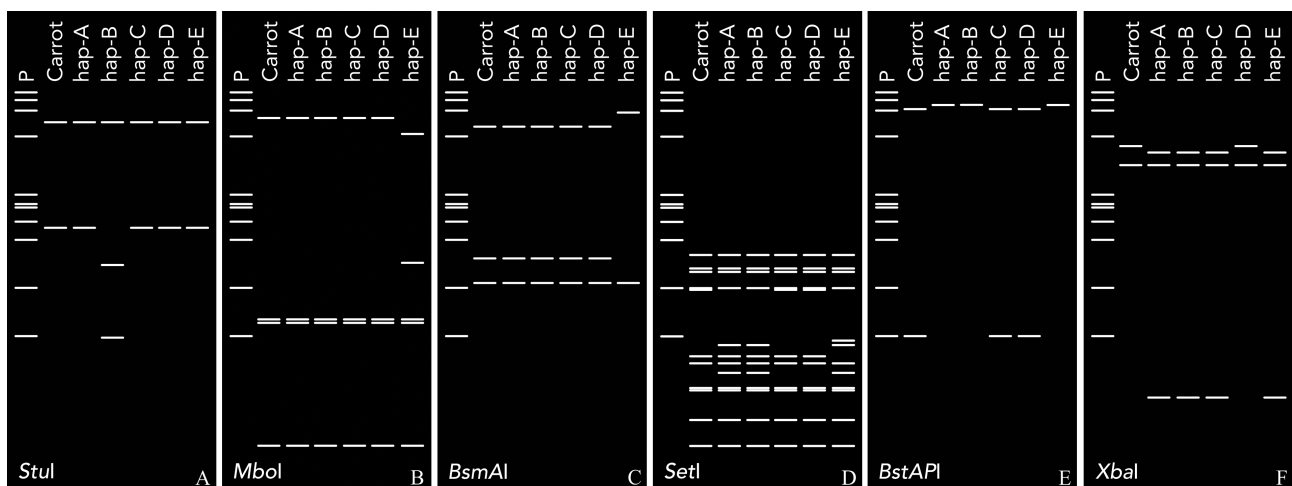 P Carrot hap-A hap-B hap-C hap-D hap-E
StuI A
P Carrot hap-A hap-B hap-C hap-D hap-E
MboI B
P Carrot hap-A hap-B hap-C hap-D hap-E
BsmAI C
P Carrot hap-A hap-B hap-C hap-D hap-E
SetI D
P Carrot hap-A hap-B hap-C hap-D hap-E
BstAPI E
P Carrot hap-A hap-B hap-C hap-D hap-E
XbaI F